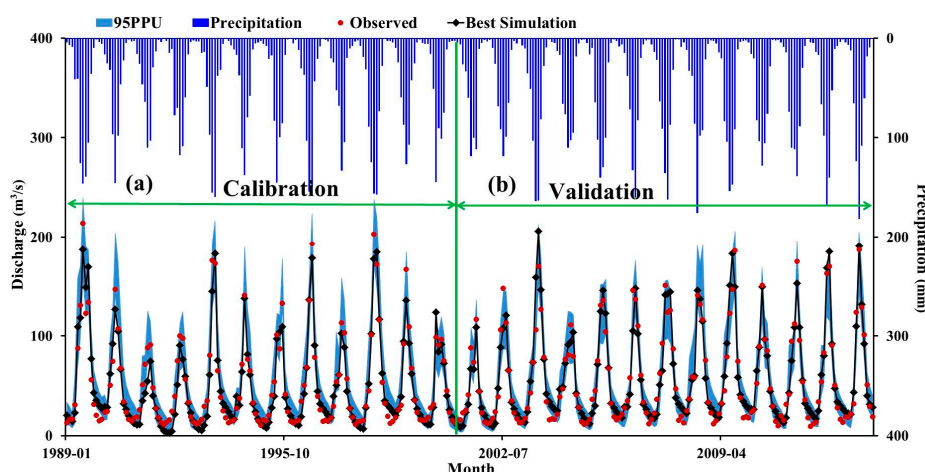 95PPU Precipitation Observed Best Simulation
400 0
300 100
(a) Calibration (b) Validation
200 200
100 300
0 400
1989-01 1995-10 2002-07 2009-04
Month
Discharge (m³/s)
Precipitation (mm)